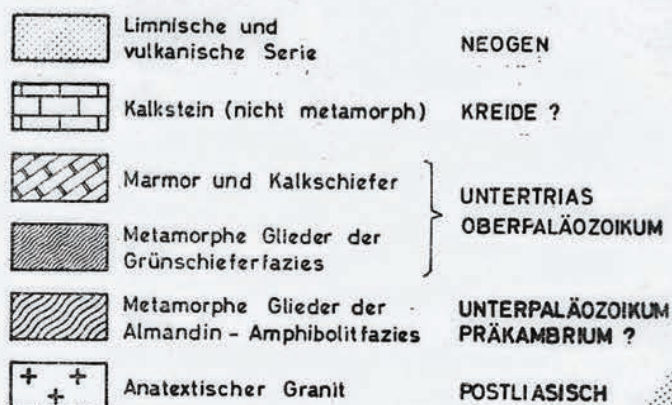 Limnische und
vulkanische Serie
NEOGEN
Kalkstein (nicht metamorph)
KREIDE ?
Marmor und Kalkschiefer
Metamorphe Glieder der
Grünschieferfazies
UNTERTRIAS
OBERPALÄOZOIKUM
Metamorphe Glieder der
Almandin - Amphibolitfazies
UNTERPALÄOZOIKUM
PRÄKAMBRIUM ?
Anatextischer Granit
POSTLIASISCH